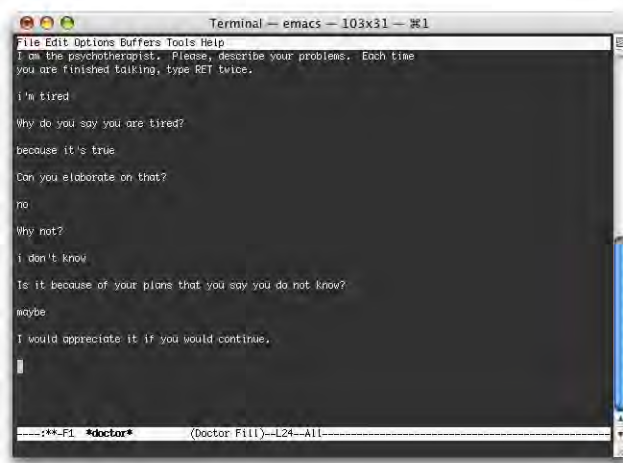 Terminal — emacs — 103x31 — ⌘1
File Edit Options Buffers Tools Help
I am the psychotherapist.  Please, describe your problems.  Each time
you are finished talking, type RET twice.
i'm tired
Why do you say you are tired?
because it's true
Can you elaborate on that?
no
Why not?
i don't know
Is it because of your plans that you say you do not know?
maybe
I would appreciate it if you would continue.
----:**-F1  *doctor*          (Doctor Fill)--L24--All----------------------------------------------------